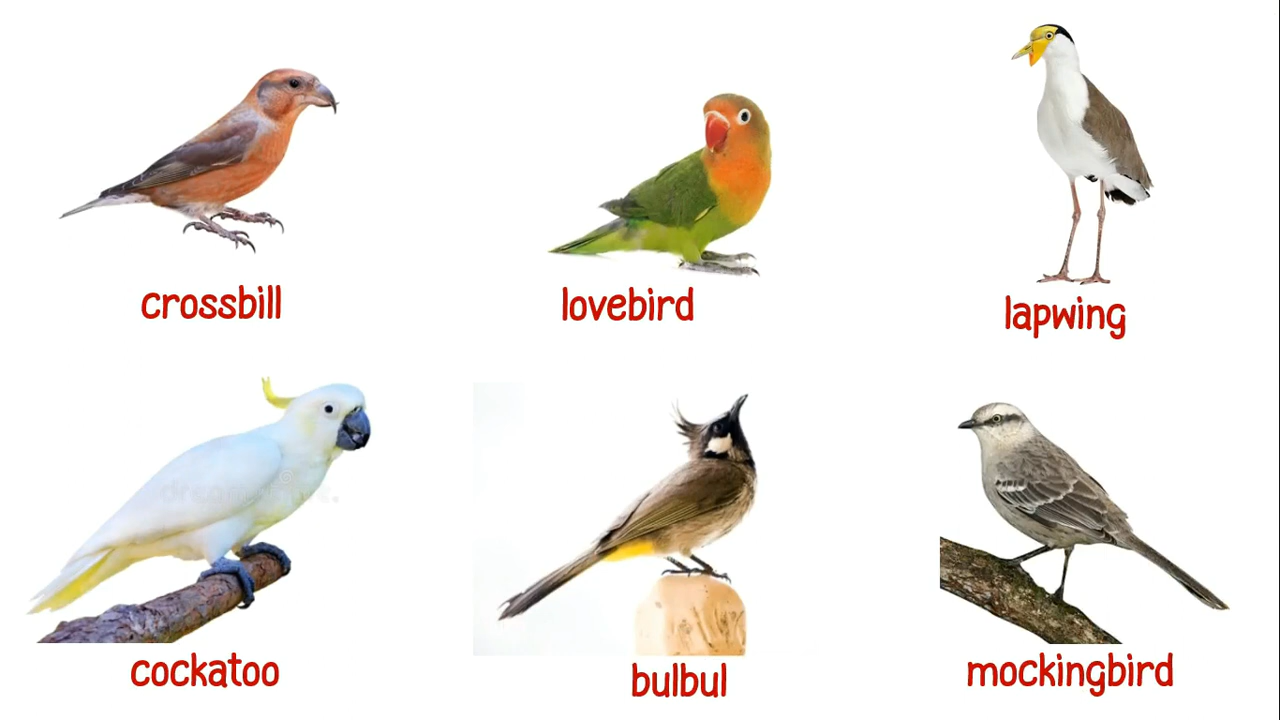 crossbill
lovebird
lapwing
cockatoo
bulbul
mockingbird